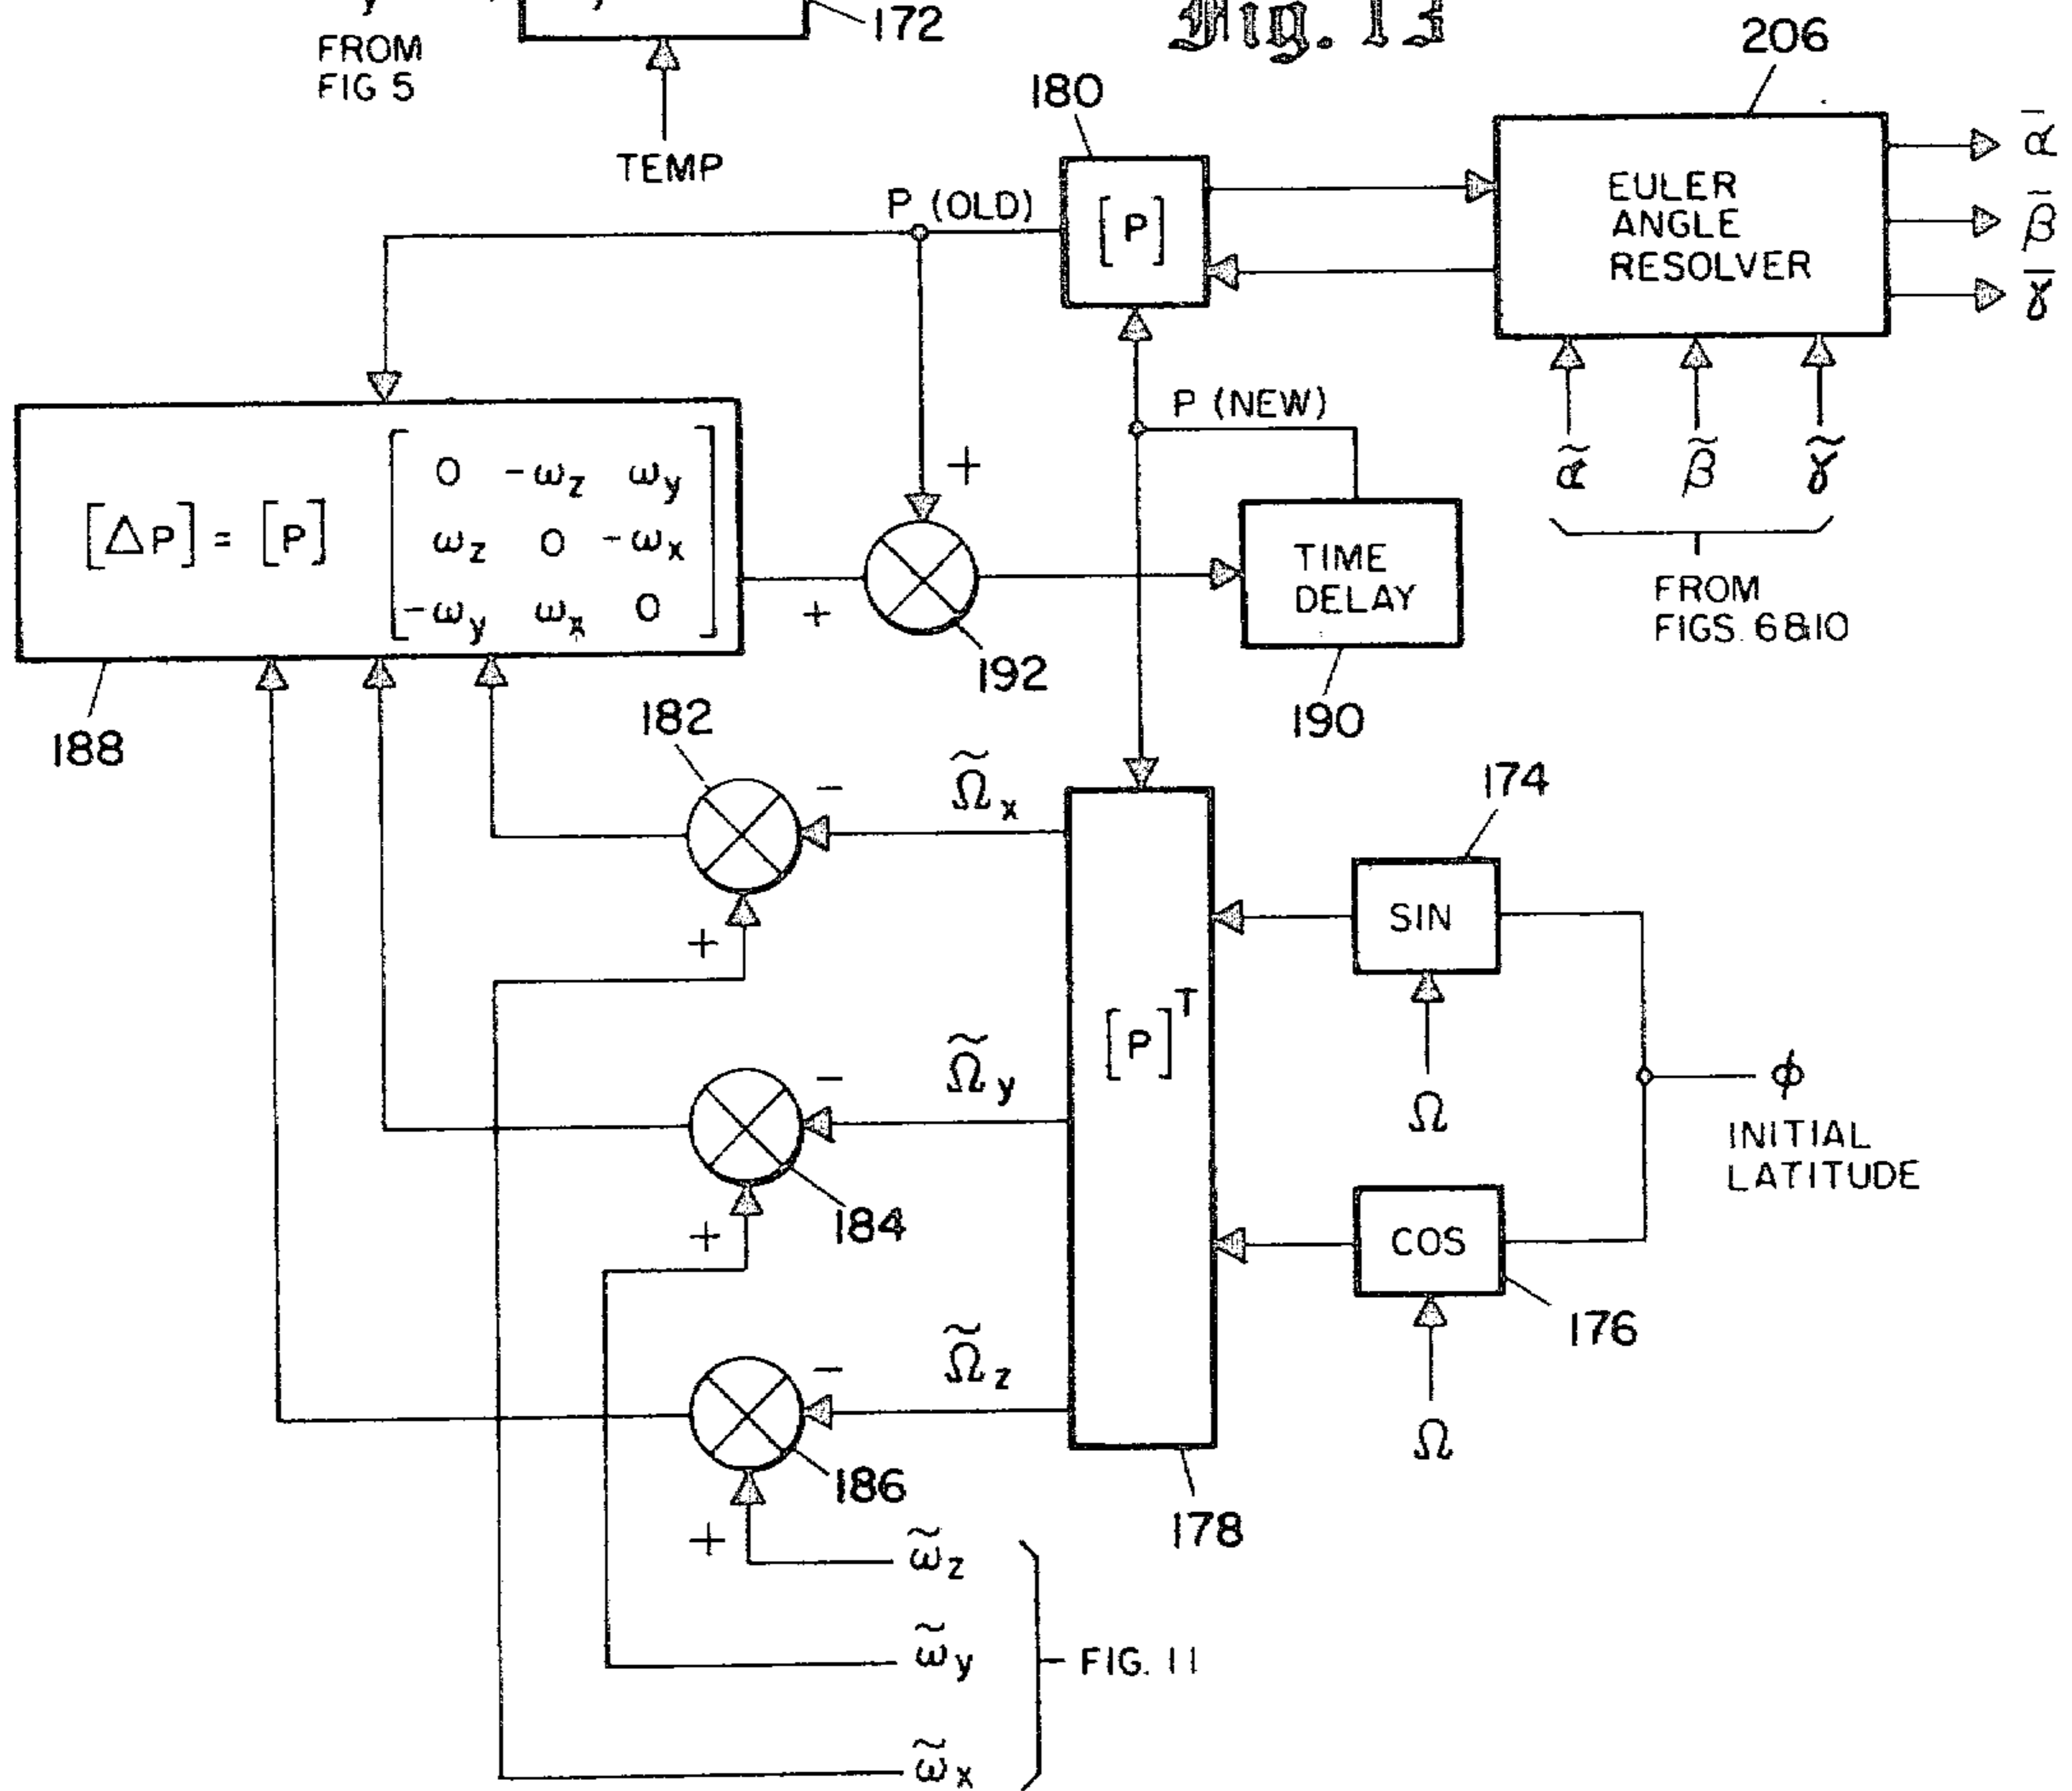 172
Fig. 13
FROM
FIG 5
TEMP
180
206
P (OLD)
[P]
EULER
ANGLE
RESOLVER
ᾱ
β̄
γ̄
P (NEW)
α̃
β̃
γ̃
FROM
FIGS. 6&10
[ΔP] = [P]
0 -ωz ωy
ωz 0 -ωx
-ωy ωx 0
+
+
192
TIME
DELAY
190
188
182
-
Ω̃x
+
174
SIN
Ω
[P]T
-
Ω̃y
184
+
ϕ
INITIAL
LATITUDE
COS
176
Ω
-
Ω̃z
186
+
178
ω̃z
ω̃y
FIG. 11
ω̃x